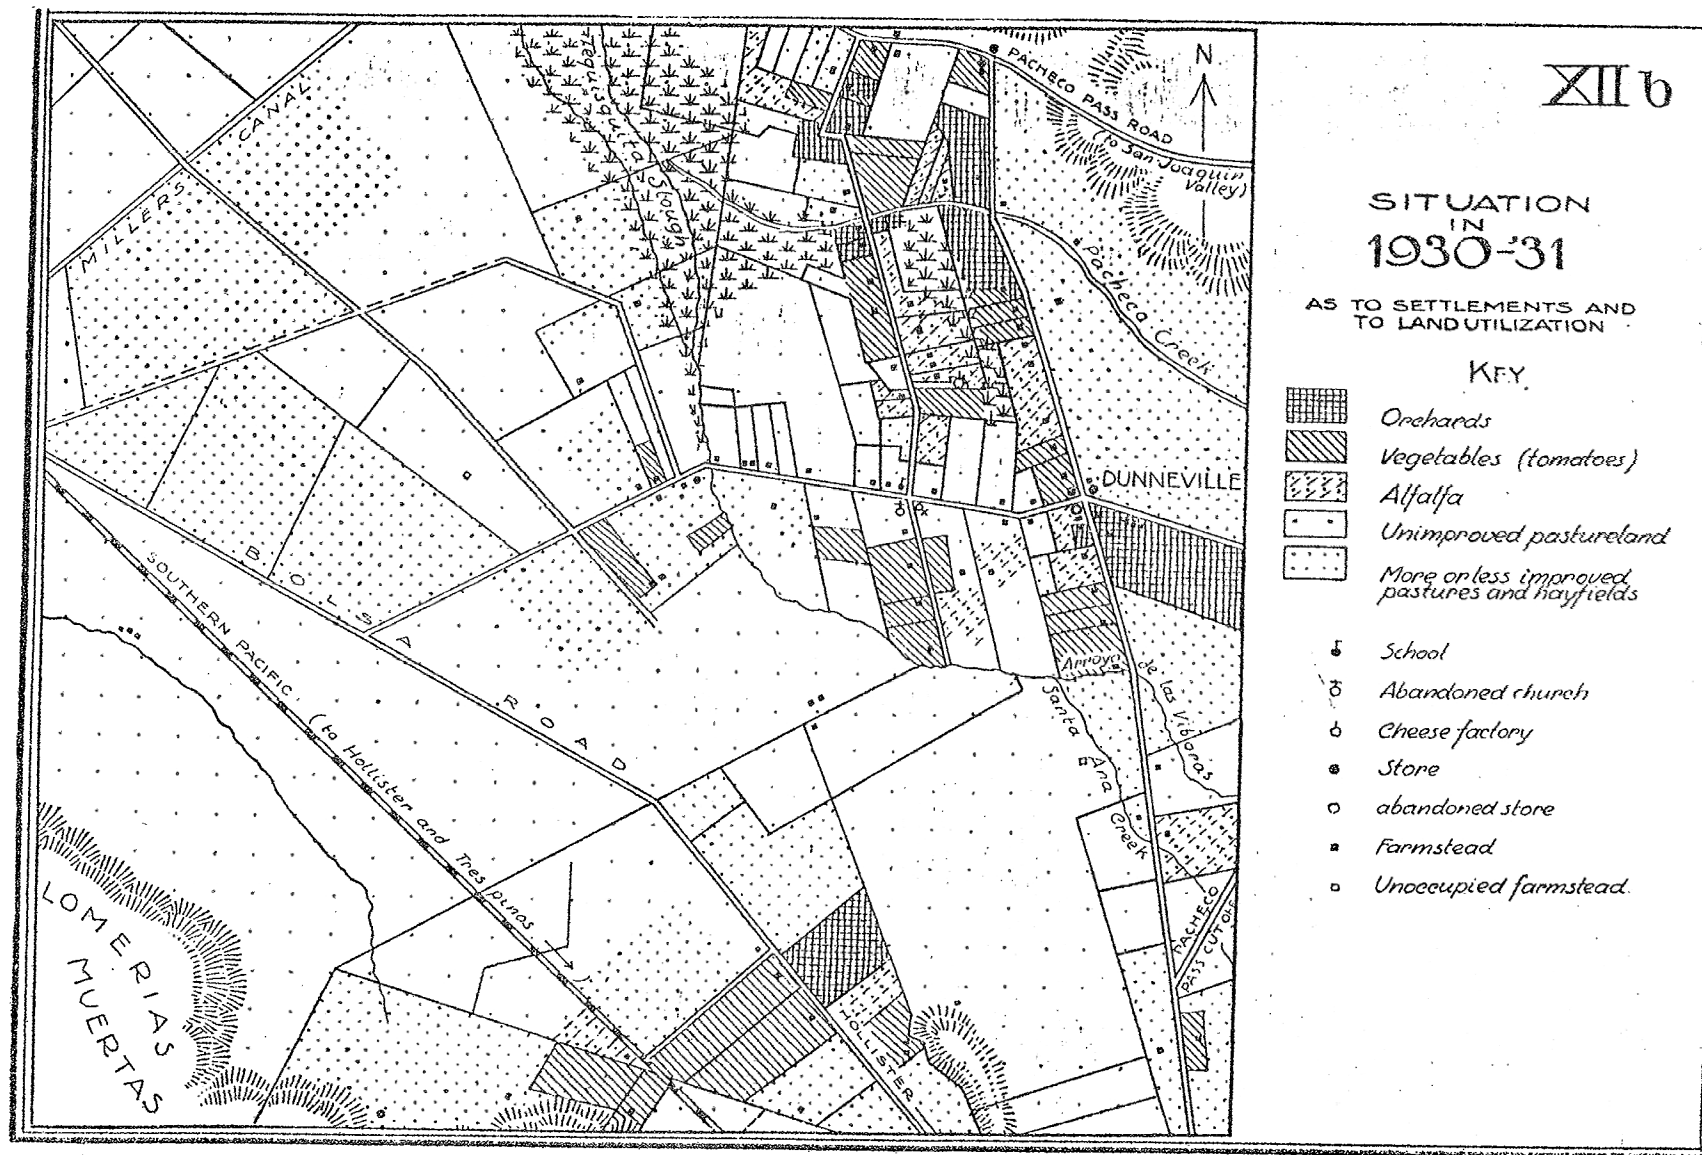 XII b
N
PACHECO PASS ROAD
(to San Joaquin
Valley)
Tequisquita Slough
MILLERS CANAL
Pacheca Creek
DUNNEVILLE
BOLSA ROAD
SOUTHERN PACIFIC
(to Hollister and Tres pinos
Arroyo de las Viboras
Santa Ana
Creek
PACHECO
PASS CUT OFF
HOLLISTER
LOMERIAS
MUERTAS
SITUATION
IN
1930-'31
AS TO SETTLEMENTS AND
TO LAND UTILIZATION
KEY.
Orchards
Vegetables (tomatoes)
Alfalfa
Unimproved pastureland
More or less improved
pastures and hayfields
School
Abandoned church
Cheese factory
Store
abandoned store
Farmstead
Unoccupied farmstead.